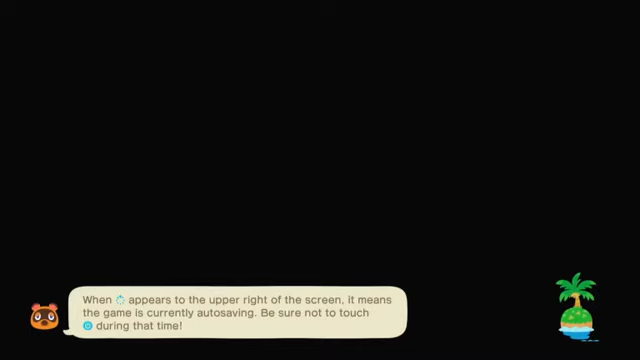 When appears to the upper right of the screen, it means
the game is currently autosaving. Be sure not to touch
during that time!